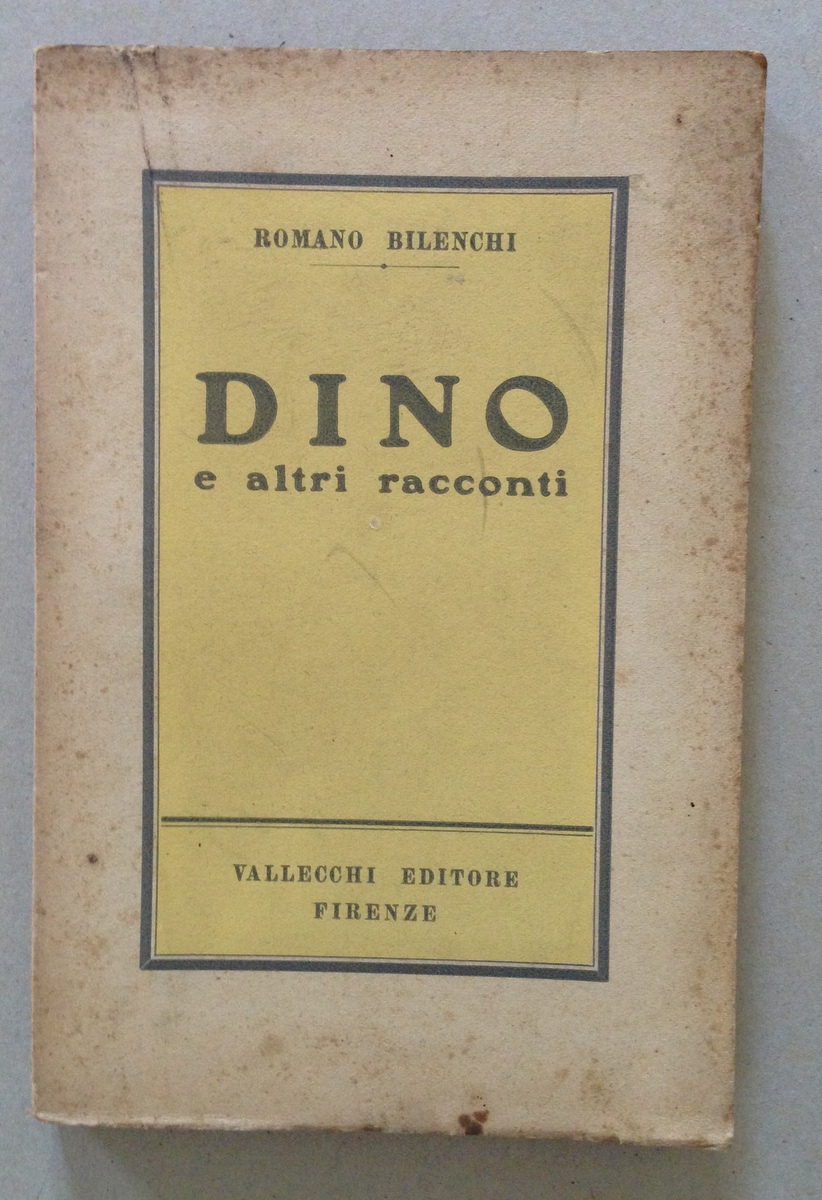 ROMANO BILENCHI
DINO
e altri racconti
VALLECCHI EDITORE
FIRENZE